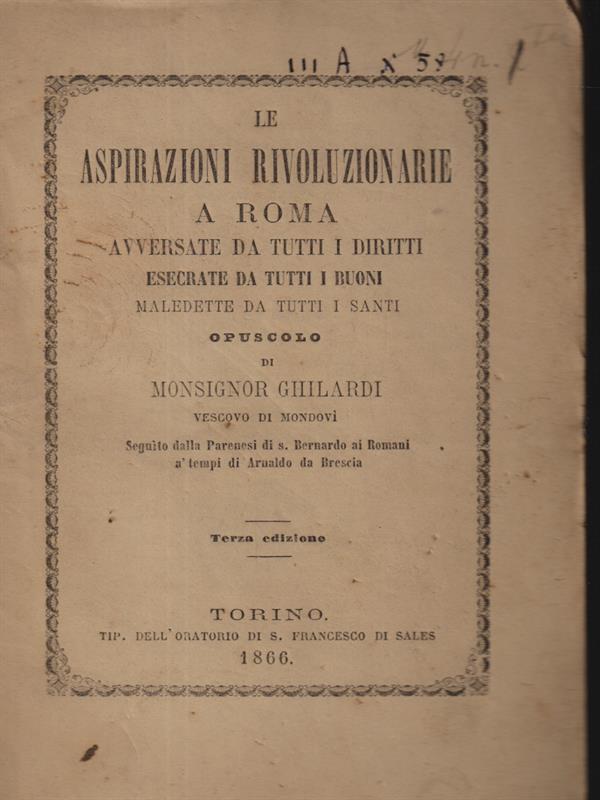 III A X 59
LE
ASPIRAZIONI RIVOLUZIONARIE
A ROMA
AVVERSATE DA TUTTI I DIRITTI
ESECRATE DA TUTTI I BUONI
MALEDETTE DA TUTTI I SANTI
OPUSCOLO
DI
MONSIGNOR GHILARDI
VESCOVO DI MONDOVÌ
Seguìto dalla Parenesi di s. Bernardo ai Romani
a' tempi di Arnaldo da Brescia
Terza edizione
TORINO.
TIP. DELL'ORATORIO DI S. FRANCESCO DI SALES
1866.